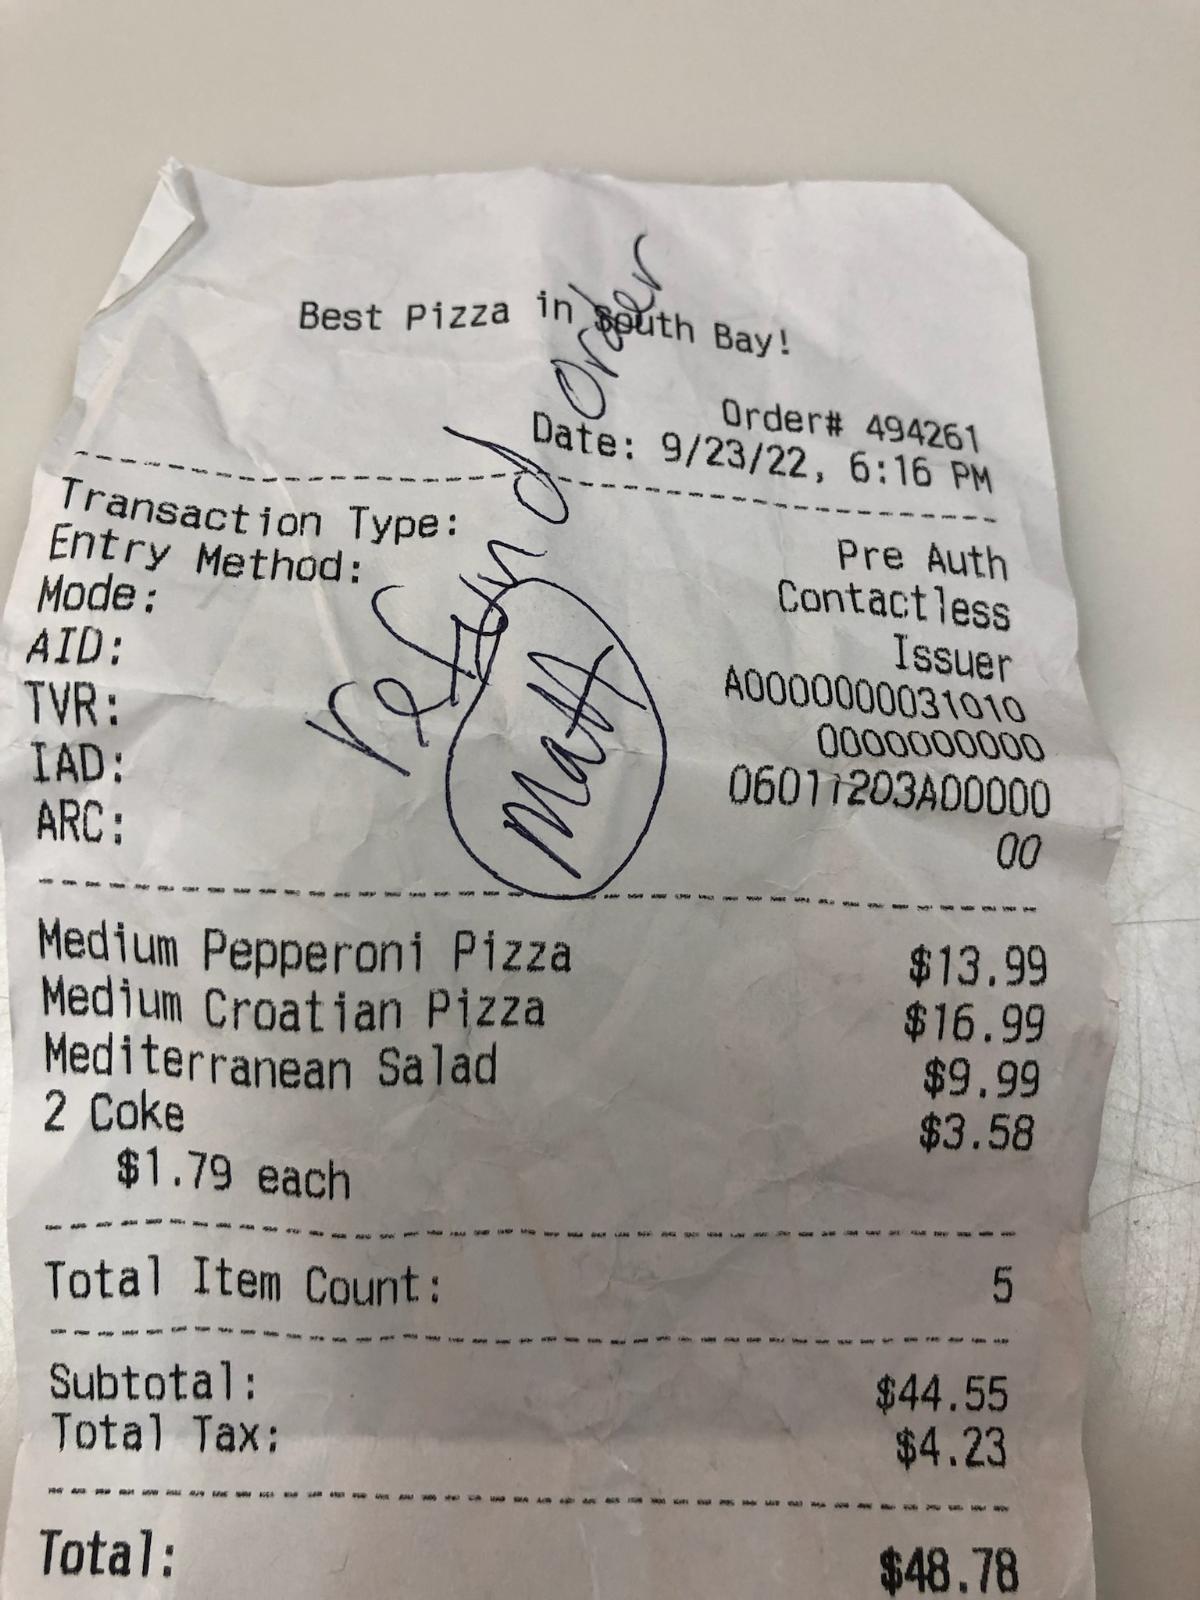 Best Pizza in South Bay!
Order# 494261
Date: 9/23/22, 6:16 PM
refund order
Matt
Transaction Type: Pre Auth
Entry Method: Contactless
Mode: Issuer
AID: A0000000031010
TVR: 0000000000
IAD: 06011203A00000
ARC: 00
Medium Pepperoni Pizza $13.99
Medium Croatian Pizza $16.99
Mediterranean Salad $9.99
2 Coke $3.58
$1.79 each
Total Item Count: 5
Subtotal: $44.55
Total Tax: $4.23
Total: $48.78